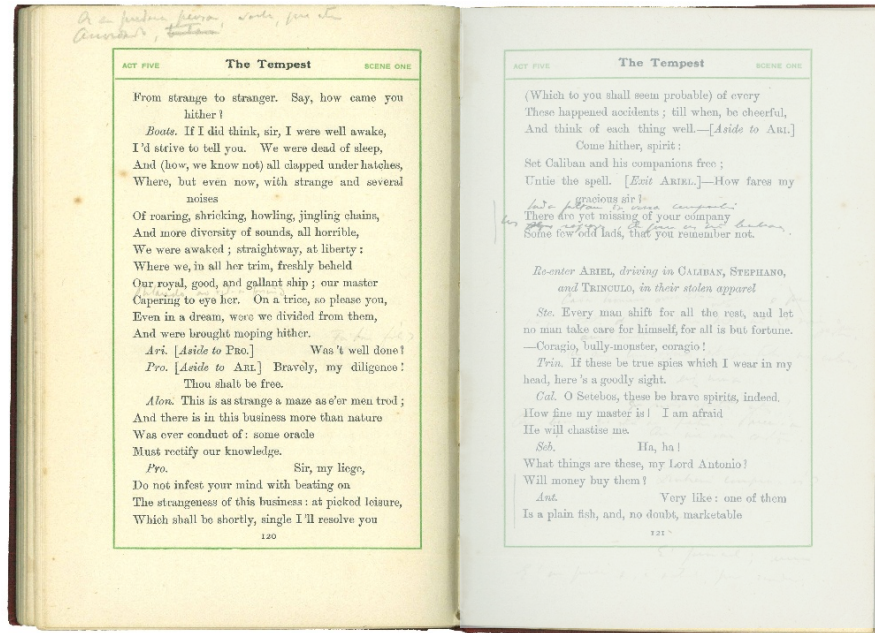 ACT FIVE The Tempest SCENE ONE
From strange to stranger. Say, how came you
hither?
Boats. If I did think, sir, I were well awake,
I'd strive to tell you. We were dead of sleep,
And (how, we know not) all clapped under hatches,
Where, but even now, with strange and several
noises
Of roaring, shrieking, howling, jingling chains,
And more diversity of sounds, all horrible,
We were awaked; straightway, at liberty:
Where we, in all her trim, freshly beheld
Our royal, good, and gallant ship; our master
Capering to eye her. On a trice, so please you,
Even in a dream, were we divided from them,
And were brought moping hither.
Ari. [Aside to PRO.] Was't well done?
Pro. [Aside to ARI.] Bravely, my diligence!
Thou shalt be free.
Alon. This is as strange a maze as e'er men trod;
And there is in this business more than nature
Was ever conduct of: some oracle
Must rectify our knowledge.
Pro. Sir, my liege,
Do not infest your mind with beating on
The strangeness of this business: at picked leisure,
Which shall be shortly, single I'll resolve you
120
ACT FIVE The Tempest SCENE ONE
(Which to you shall seem probable) of every
These happened accidents; till when, be cheerful,
And think of each thing well.—[Aside to ARI.]
Come hither, spirit:
Set Caliban and his companions free;
Untie the spell. [Exit ARIEL.]—How fares my
gracious sir?
There are yet missing of your company
Some few odd lads, that you remember not.
Re-enter ARIEL, driving in CALIBAN, STEPHANO,
and TRINCULO, in their stolen apparel
Ste. Every man shift for all the rest, and let
no man take care for himself, for all is but fortune.
—Coragio, bully-monster, coragio!
Trin. If these be true spies which I wear in my
head, here's a goodly sight.
Cal. O Setebos, these be brave spirits, indeed.
How fine my master is! I am afraid
He will chastise me.
Seb. Ha, ha!
What things are these, my Lord Antonio?
Will money buy them?
Ant. Very like: one of them
Is a plain fish, and, no doubt, marketable
121